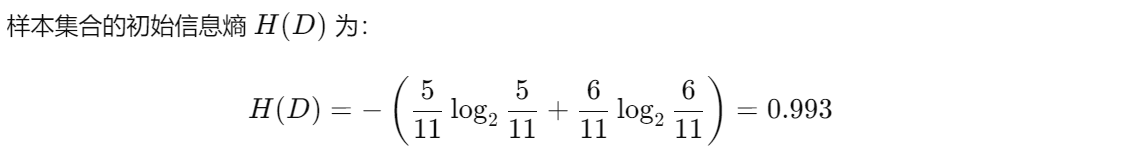 样本集合的初始信息熵 H(D) 为：
H(D) = −(5/11 log₂ 5/11 + 6/11 log₂ 6/11) = 0.993